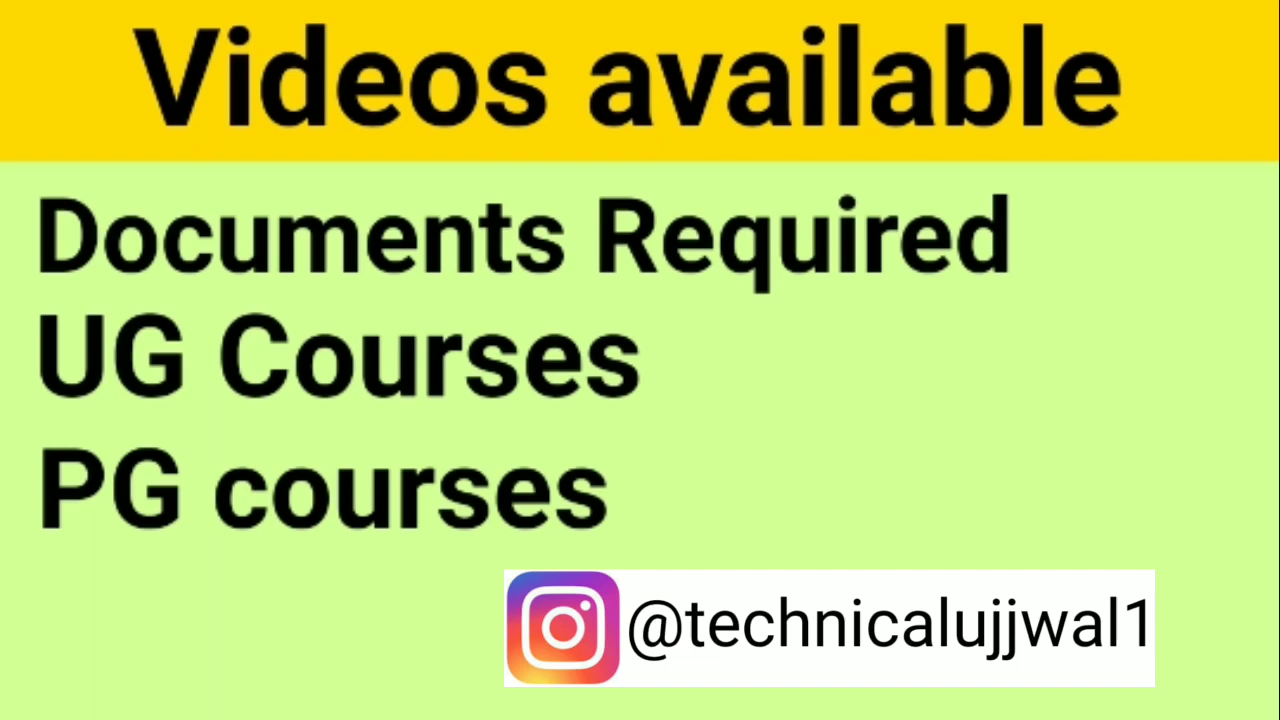 Videos available
Documents Required
UG Courses
PG courses
@technicalujjwal1